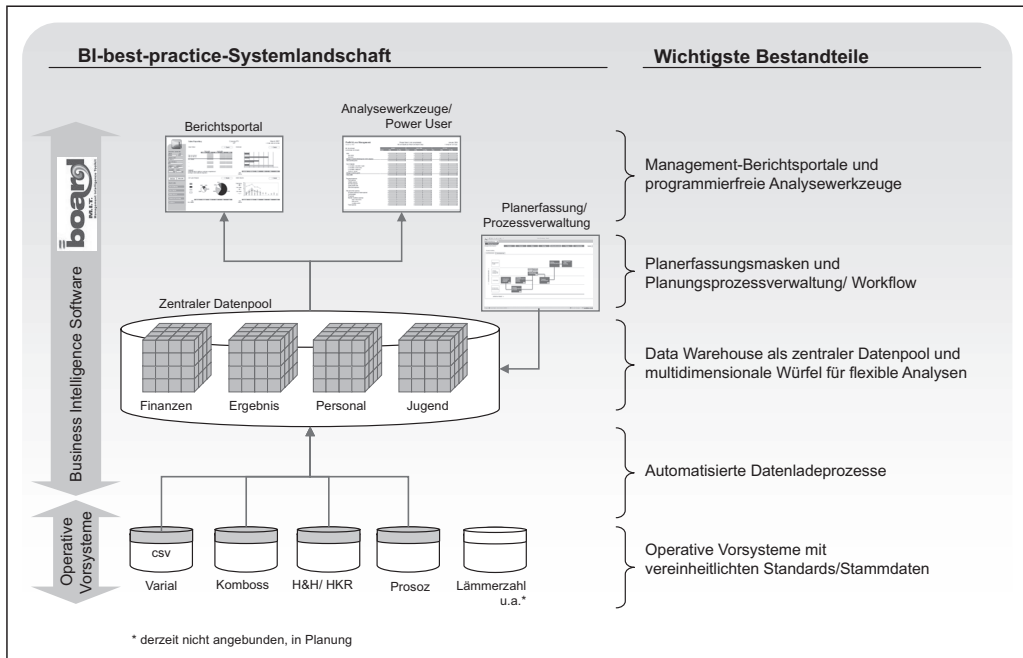 BI-best-practice-Systemlandschaft
Wichtigste Bestandteile
Berichtsportal
Analysewerkzeuge/
Power User
Management-Berichtsportale und
programmierfreie Analysewerkzeuge
board
M.I.T.
Planerfassung/
Prozessverwaltung
Planerfassungsmasken und
Planungsprozessverwaltung/ Workflow
Business Intelligence Software
Zentraler Datenpool
Finanzen
Ergebnis
Personal
Jugend
Data Warehouse als zentraler Datenpool und
multidimensionale Würfel für flexible Analysen
Automatisierte Datenladeprozesse
Operative
Vorsysteme
csv
Varial
Komboss
H&H/ HKR
Prosoz
Lämmerzahl
u.a.*
Operative Vorsysteme mit
vereinheitlichten Standards/Stammdaten
* derzeit nicht angebunden, in Planung